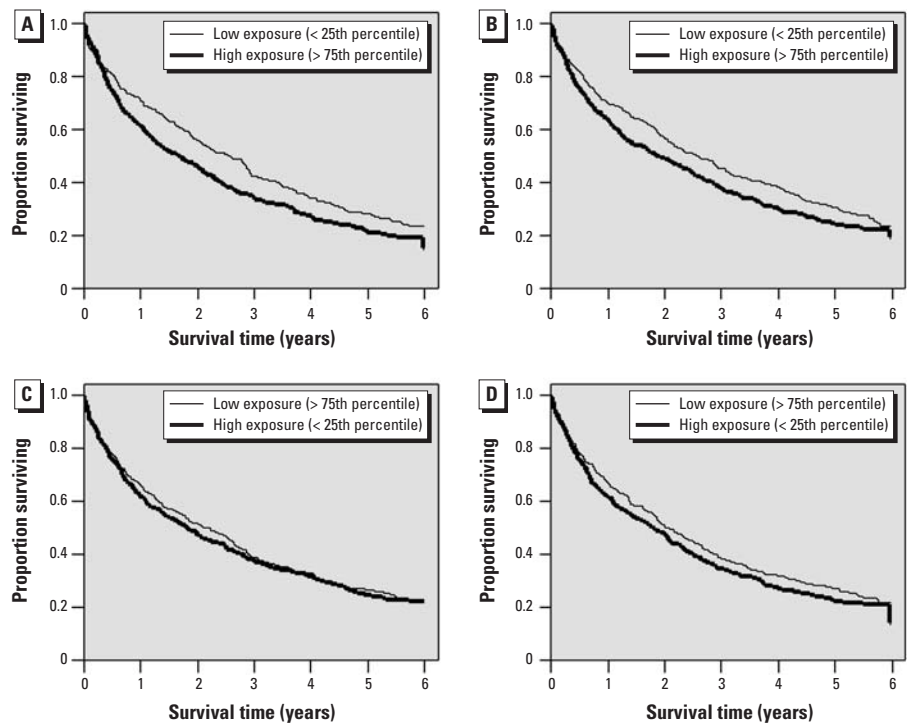 A
Low exposure (< 25th percentile)
High exposure (> 75th percentile)
Proportion surviving
1.0
0.8
0.6
0.4
0.2
0
0 1 2 3 4 5 6
Survival time (years)
B
Low exposure (< 25th percentile)
High exposure (> 75th percentile)
Proportion surviving
1.0
0.8
0.6
0.4
0.2
0
0 1 2 3 4 5 6
Survival time (years)
C
Low exposure (> 75th percentile)
High exposure (< 25th percentile)
Proportion surviving
1.0
0.8
0.6
0.4
0.2
0
0 1 2 3 4 5 6
Survival time (years)
D
Low exposure (> 75th percentile)
High exposure (< 25th percentile)
Proportion surviving
1.0
0.8
0.6
0.4
0.2
0
0 1 2 3 4 5 6
Survival time (years)